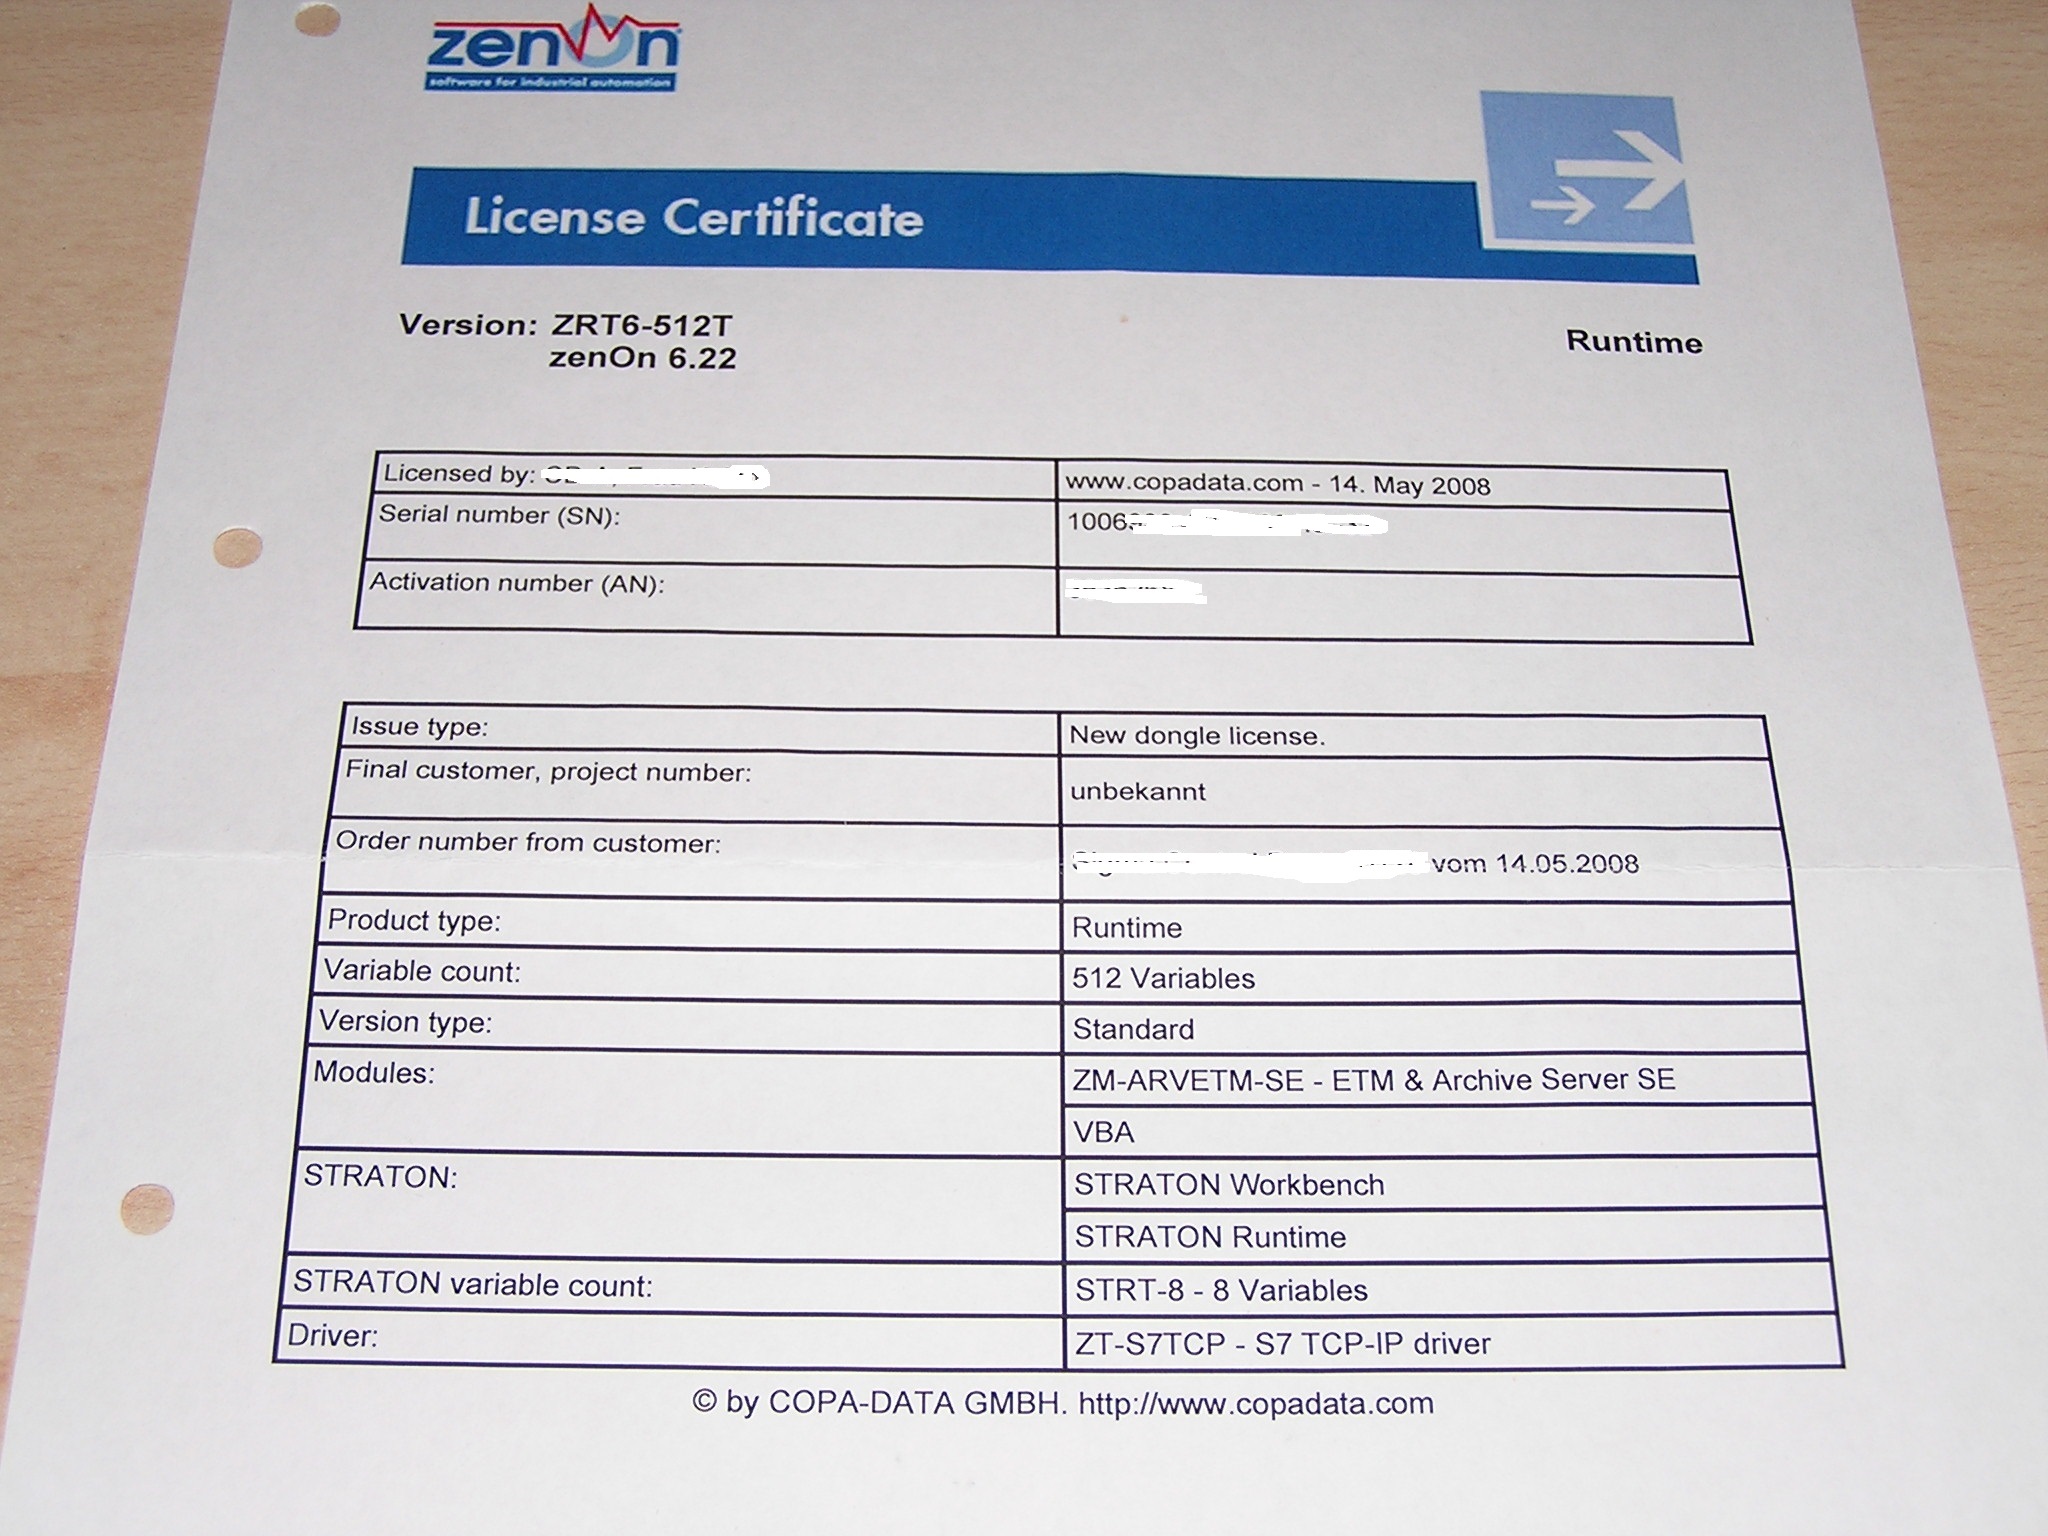 zenOn
software for industrial automation
License Certificate
Version: ZRT6-512T
zenOn 6.22
Runtime
Licensed by:
www.copadata.com - 14. May 2008
Serial number (SN):
1006
Activation number (AN):
Issue type:
New dongle license.
Final customer, project number:
unbekannt
Order number from customer:
vom 14.05.2008
Product type:
Runtime
Variable count:
512 Variables
Version type:
Standard
Modules:
ZM-ARVETM-SE - ETM & Archive Server SE
VBA
STRATON:
STRATON Workbench
STRATON Runtime
STRATON variable count:
STRT-8 - 8 Variables
Driver:
ZT-S7TCP - S7 TCP-IP driver
© by COPA-DATA GMBH. http://www.copadata.com